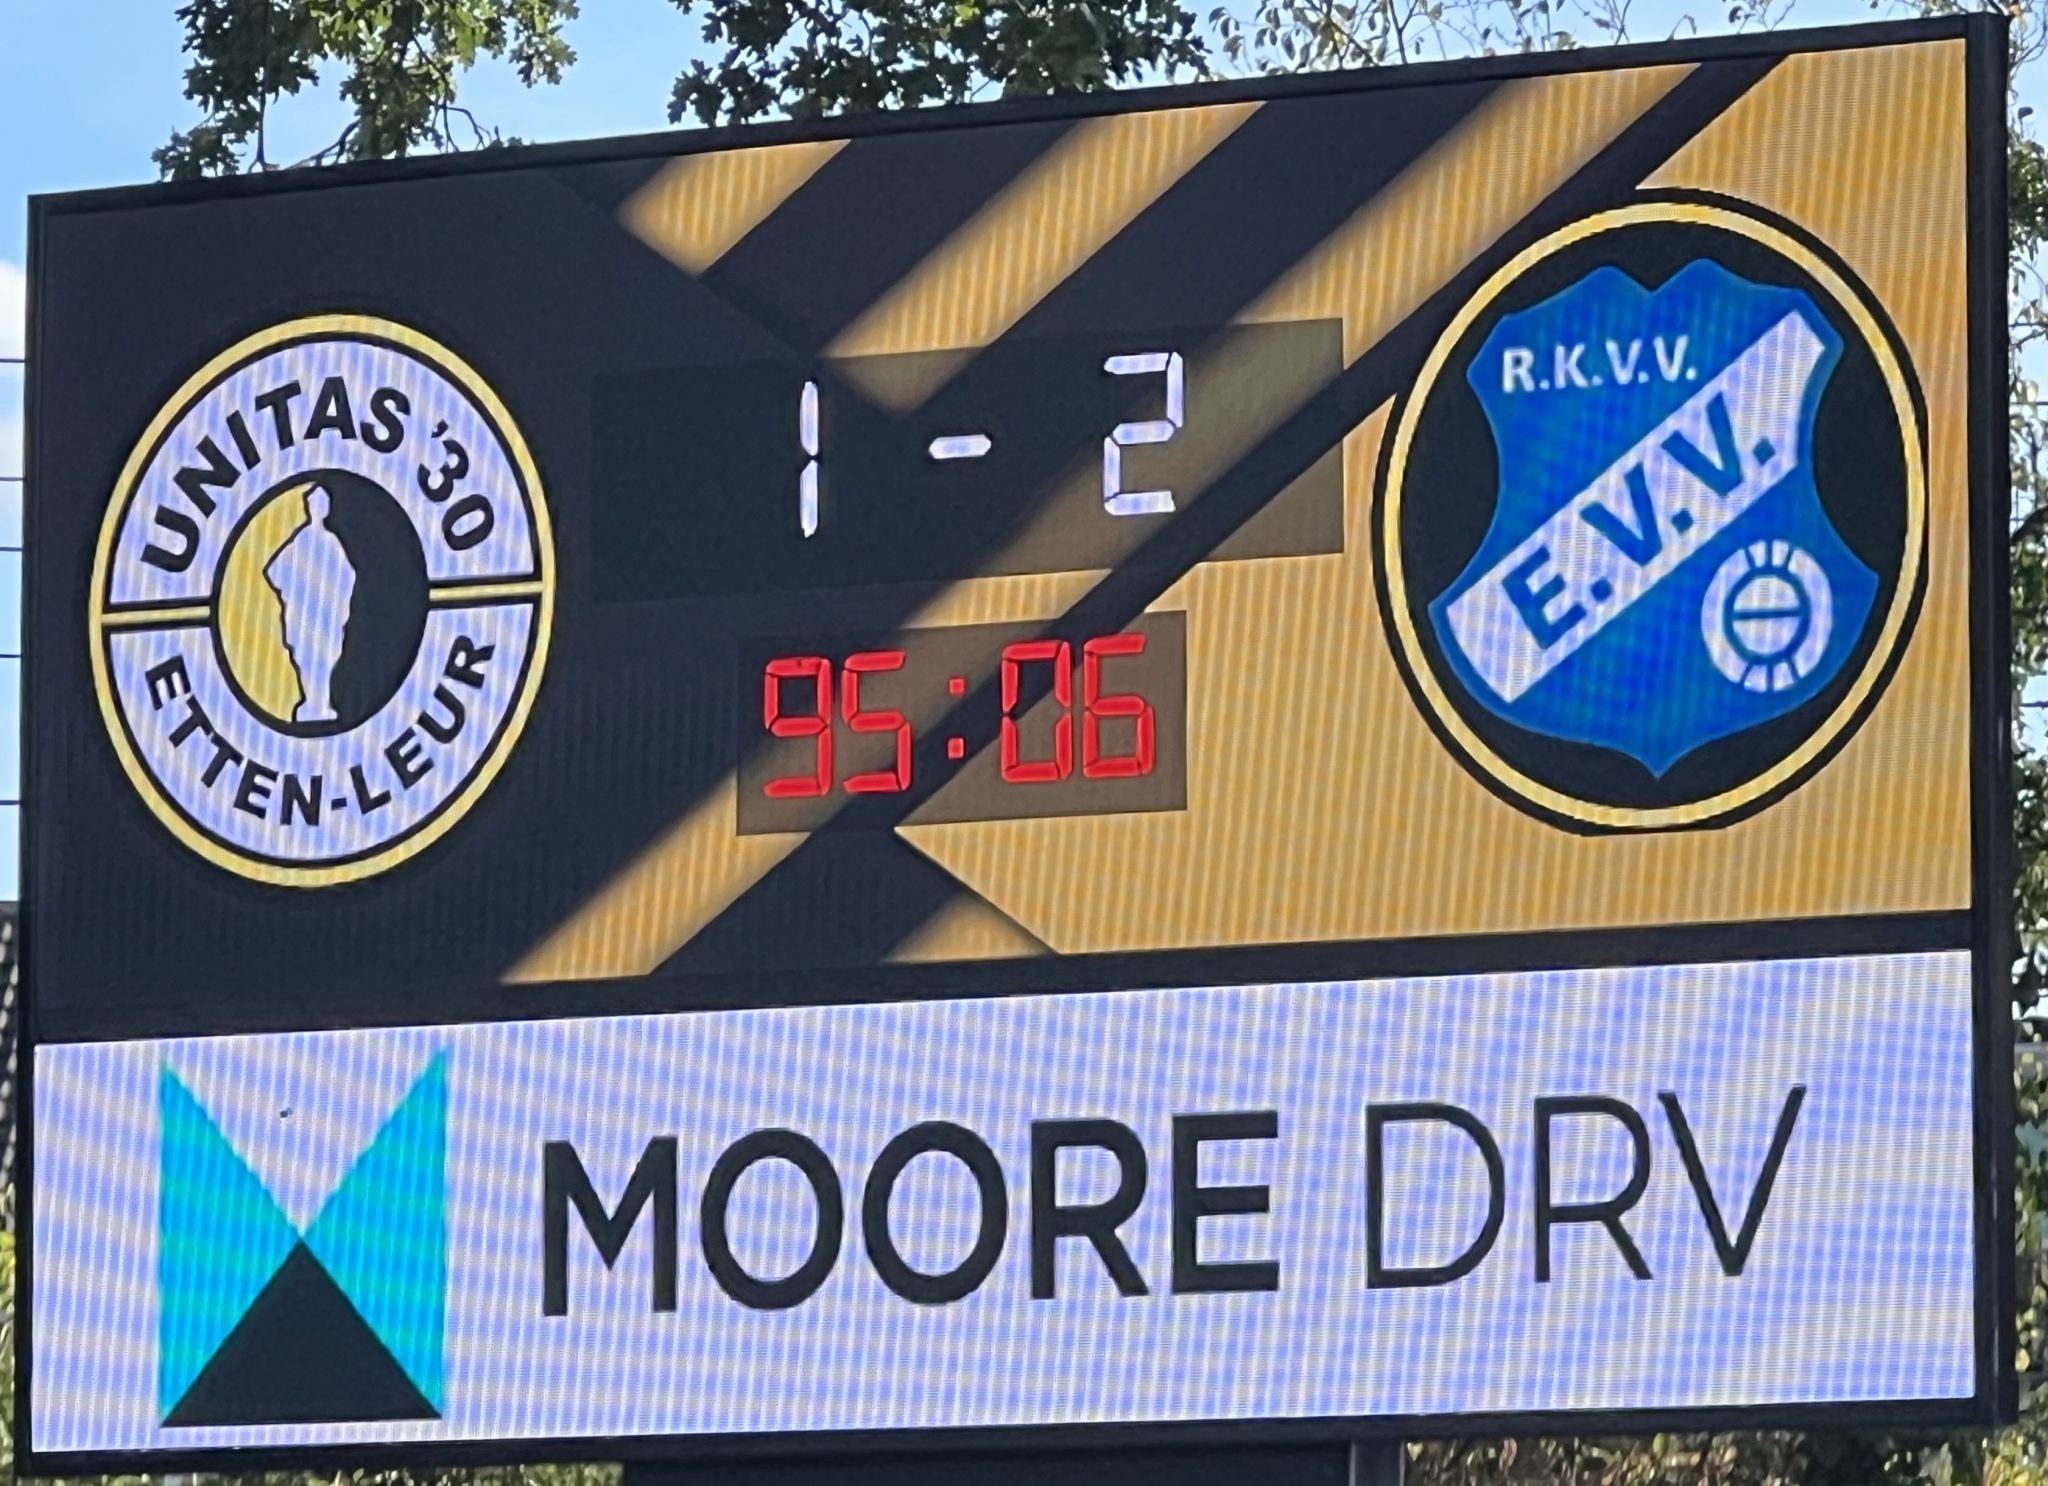 UNITAS '30
ETTEN-LEUR
1 - 2
95:06
R.K.V.V.
E.V.V.
MOORE DRV